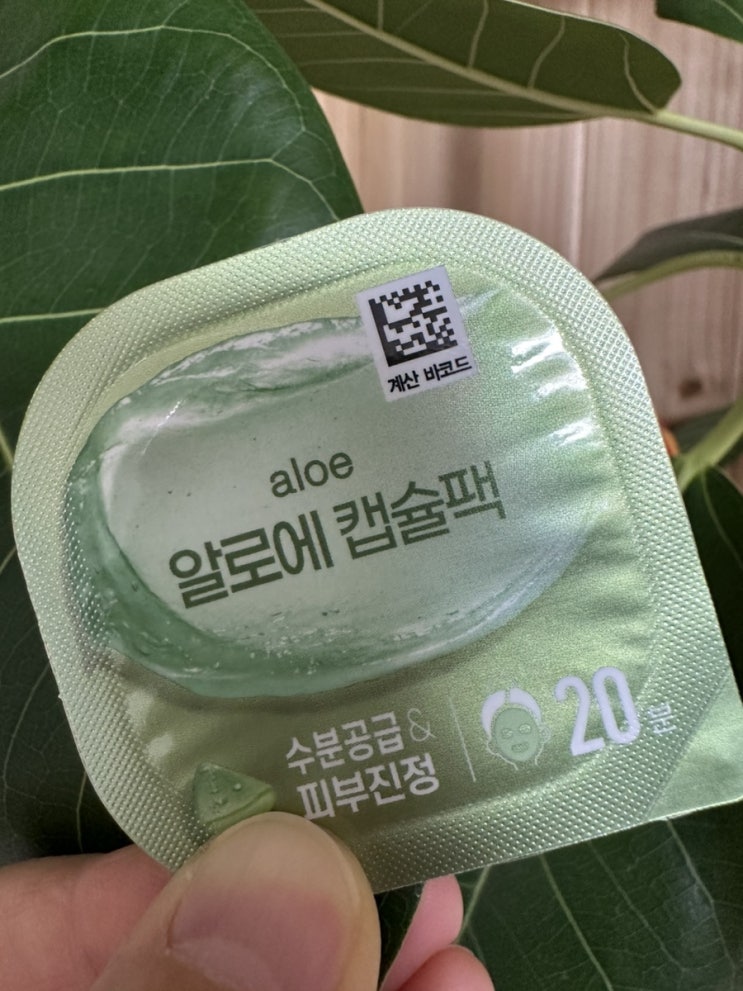 계산 바코드
aloe
알로에 캡슐팩
수분공급 &
피부진정
20분